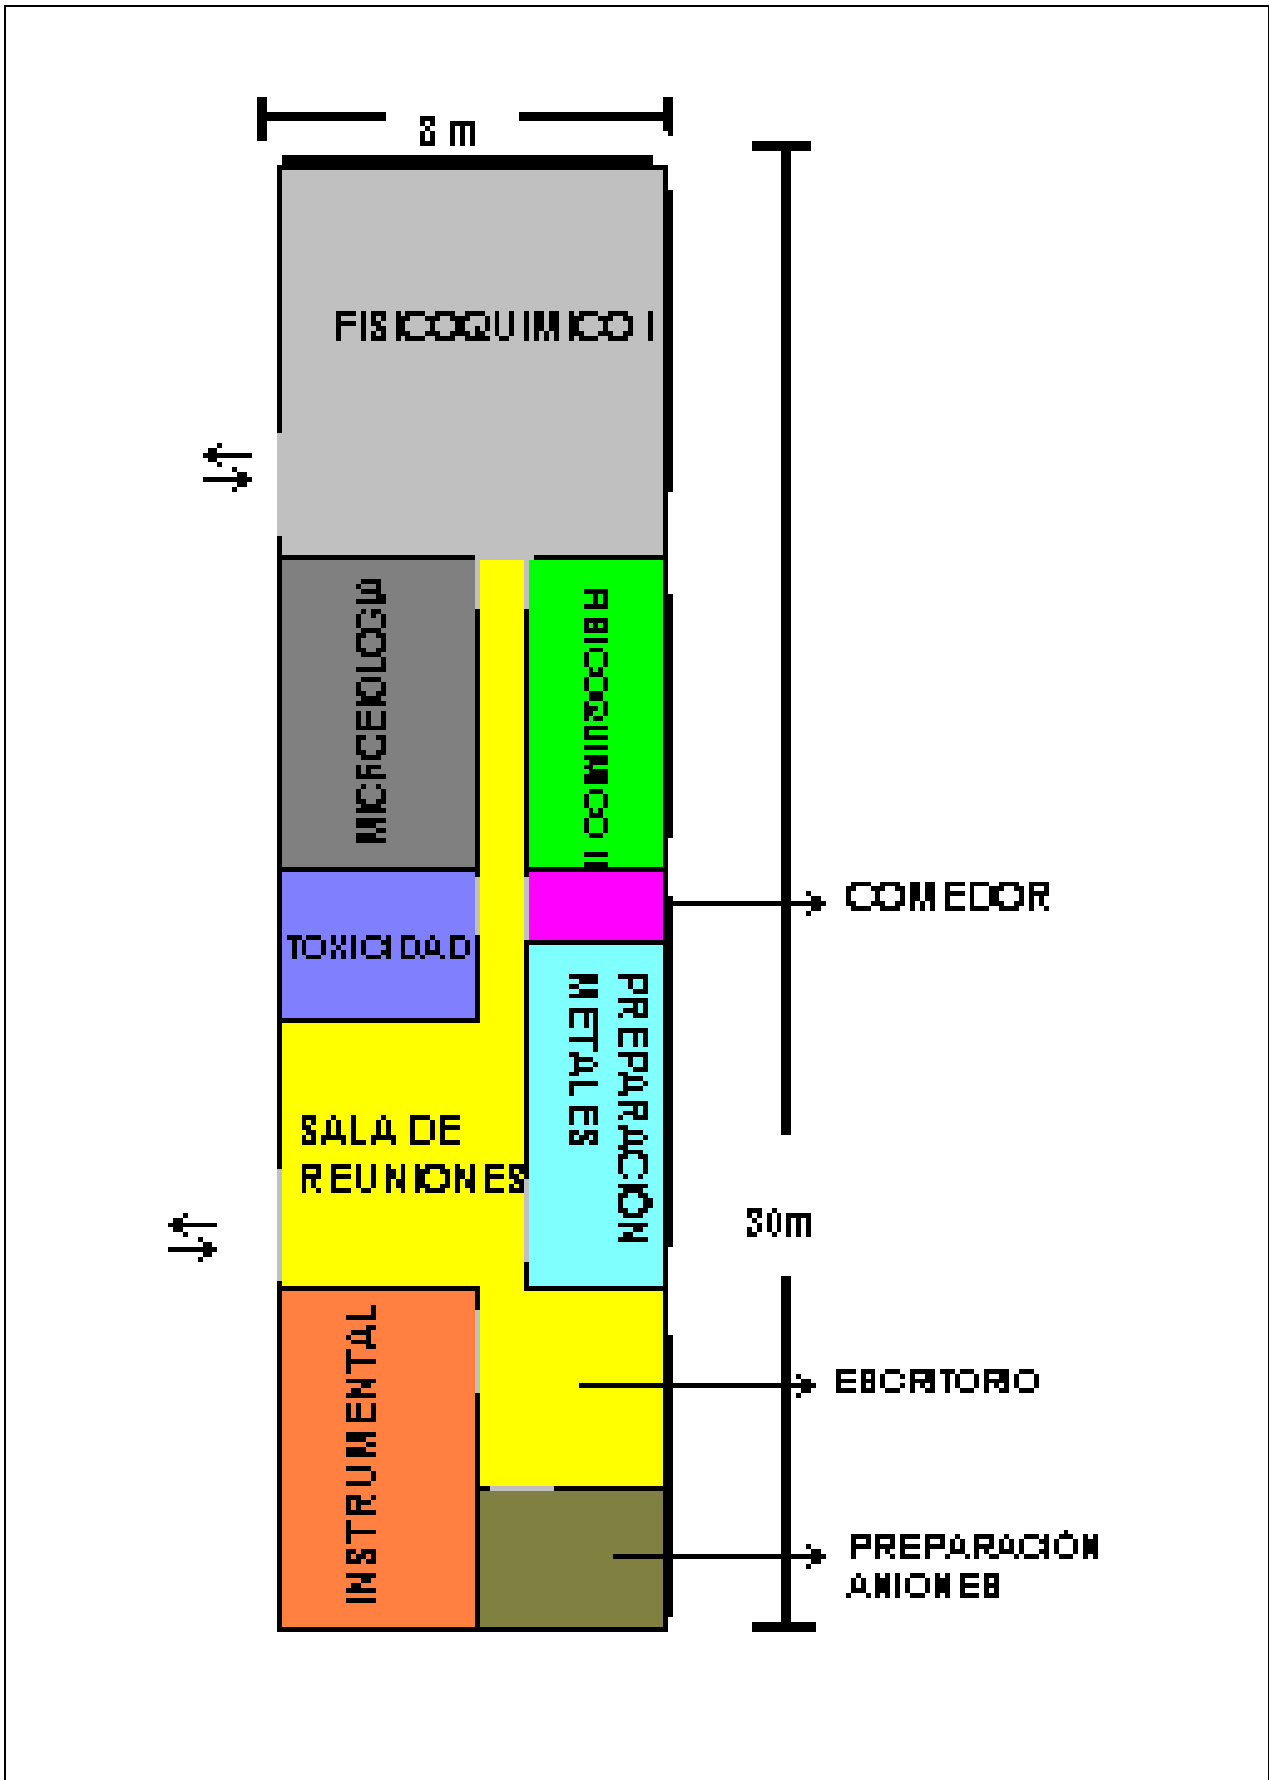 8 m
FISICOQUIMICO I
MICROBIOLOGIA
FISICOQUIMICO II
COMEDOR
TOXICIDAD
PREPARACIÓN
METALES
SALA DE
REUNIONES
30m
INSTRUMENTAL
ESCRITORIO
PREPARACIÓN
ANIONES